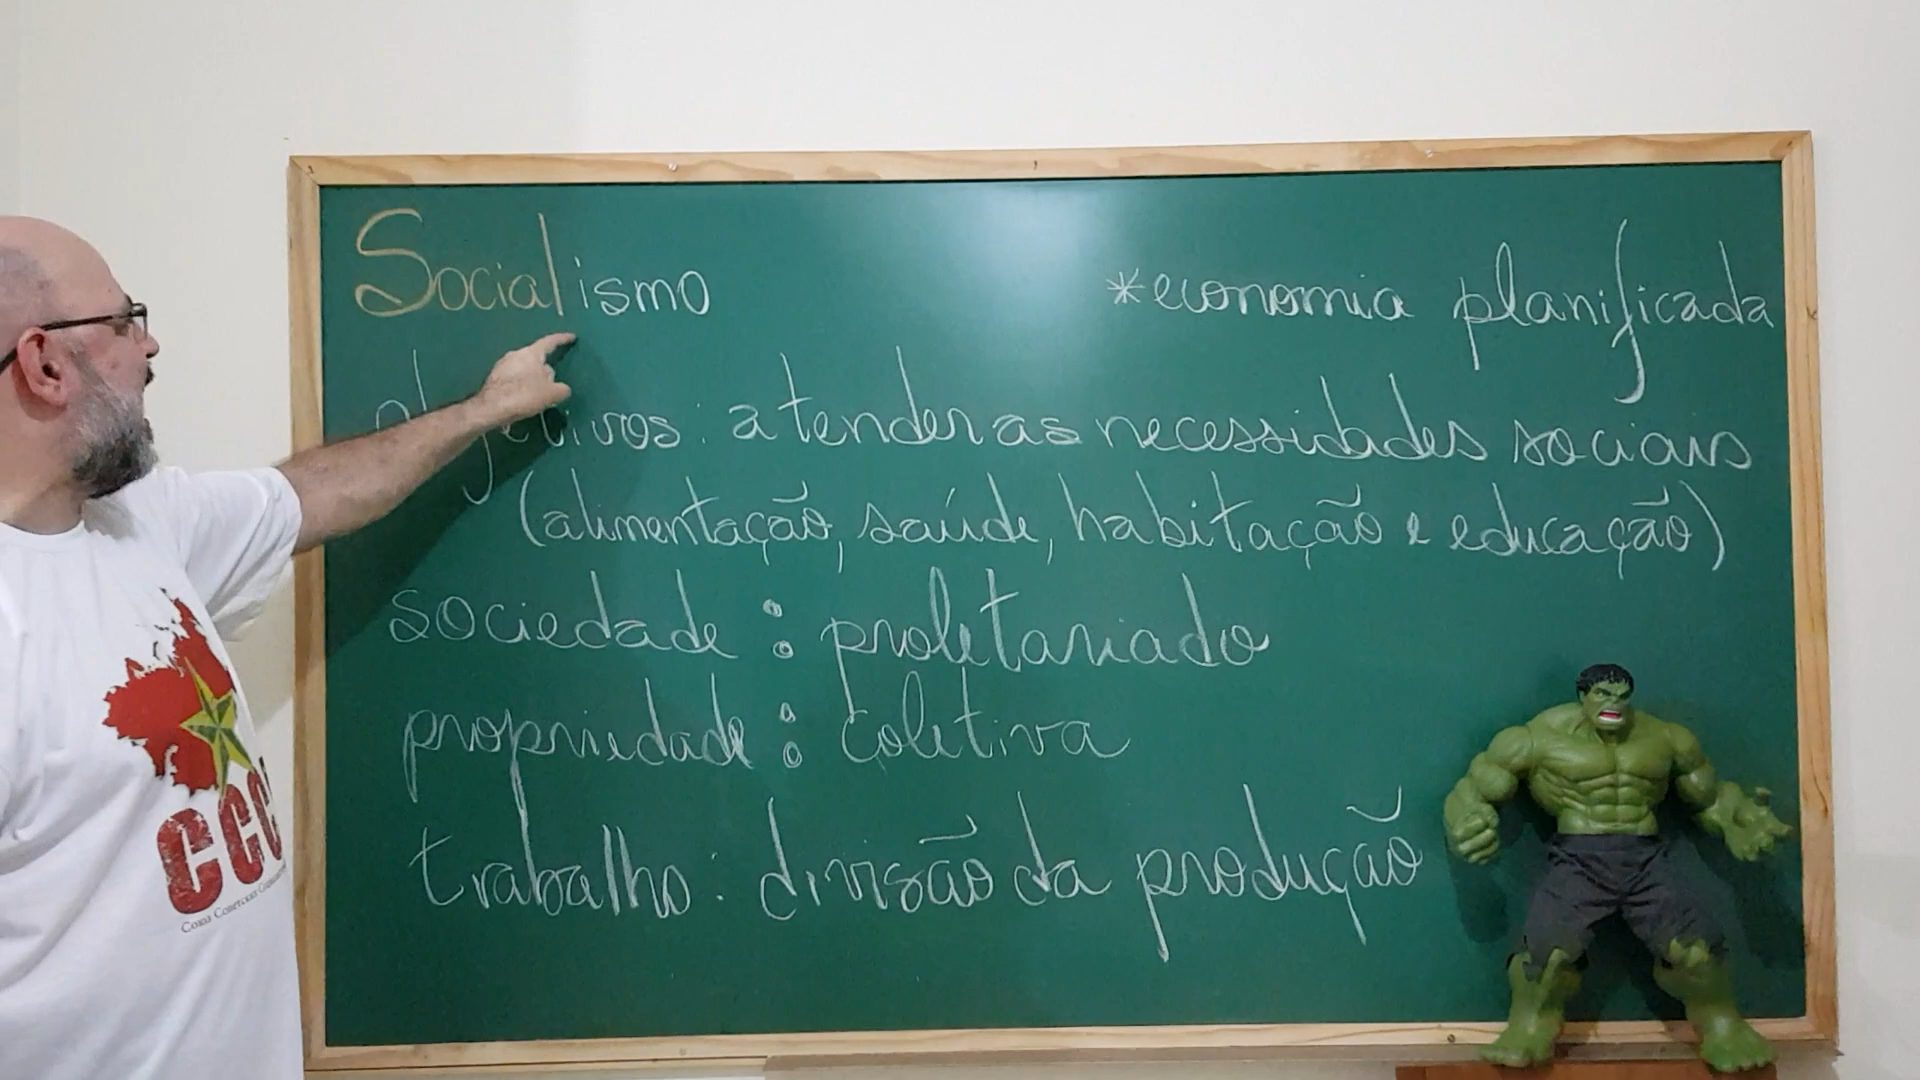 Socialismo *economia planificada
objetivos: atender as necessidades sociais
(alimentação, saúde, habitação e educação)
sociedade: proletariado
propriedade: coletiva
trabalho: divisão da produção
CCC